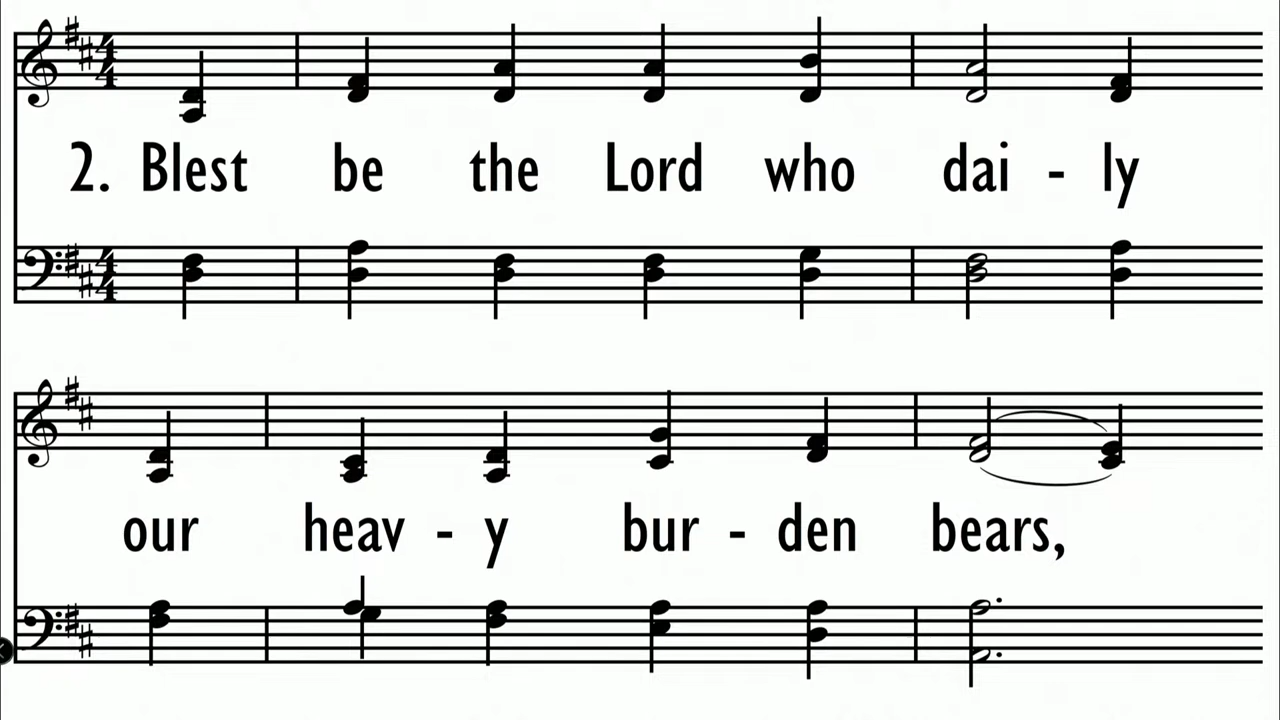 2. Blest be the Lord who dai - ly
our heav - y bur - den bears,